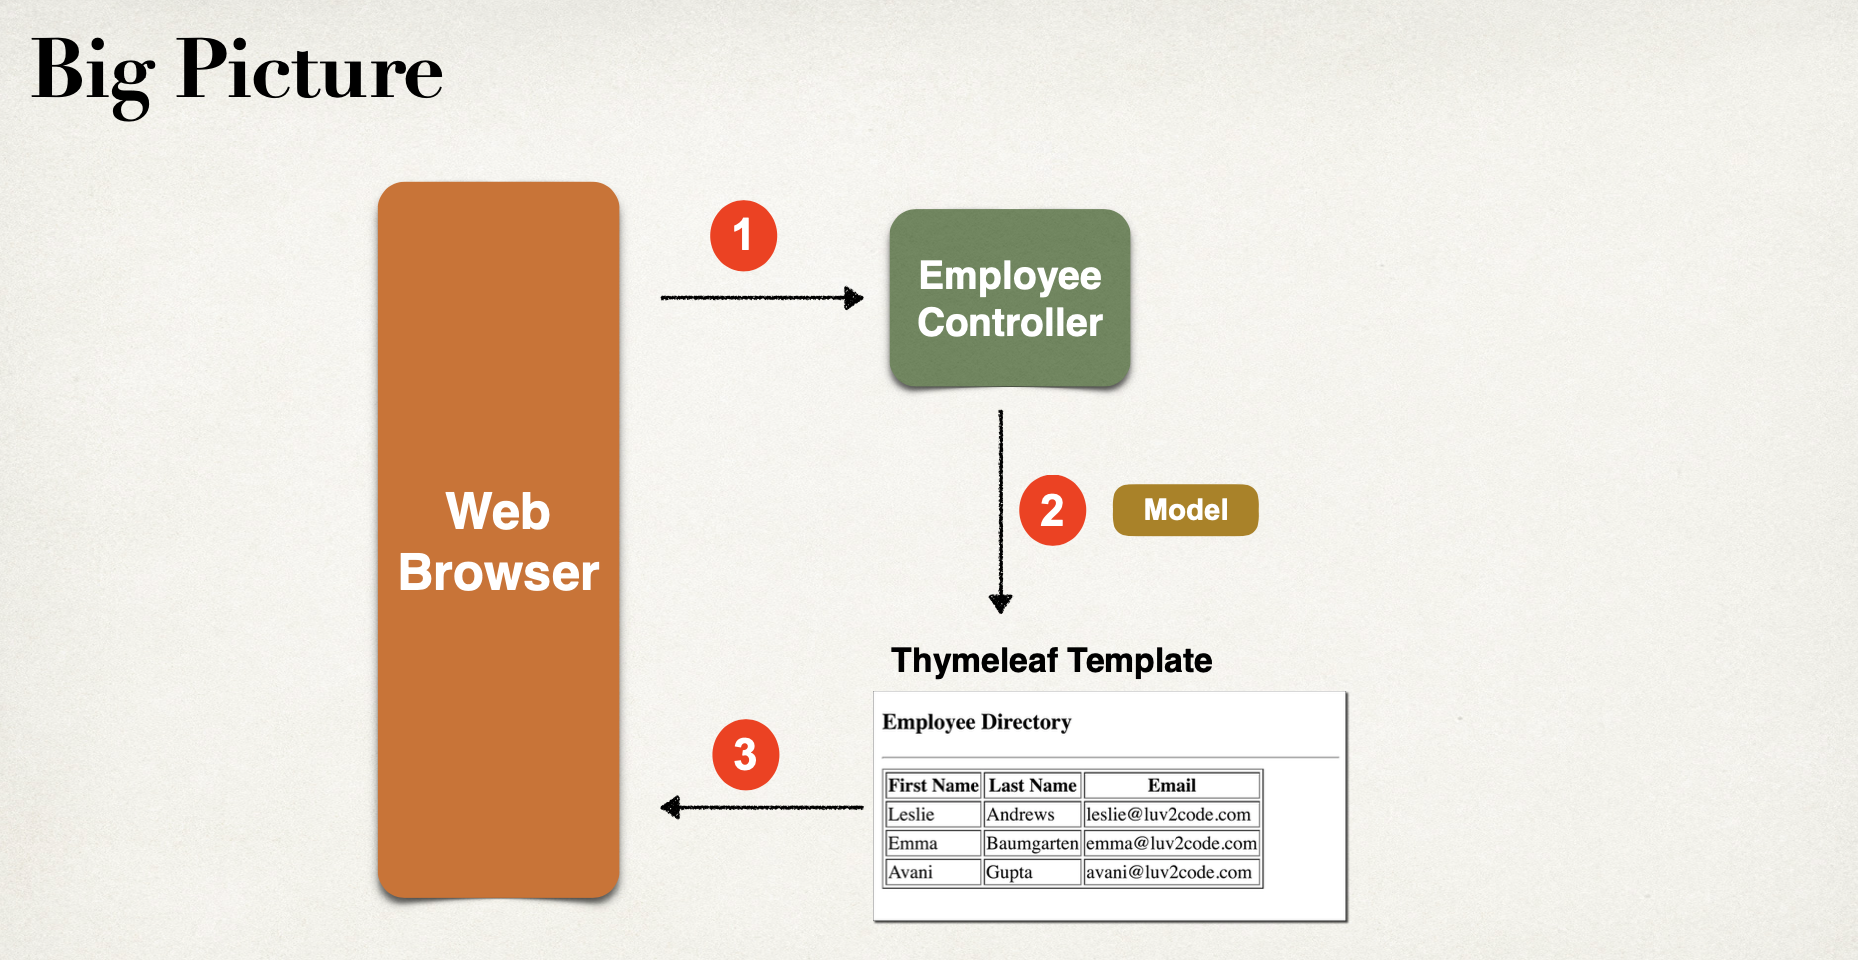 Big Picture
1
Employee
Controller
2
Model
Web
Browser
Thymeleaf Template
3
Employee Directory
First Name Last Name Email
Leslie Andrews leslie@luv2code.com
Emma Baumgarten emma@luv2code.com
Avani Gupta avani@luv2code.com